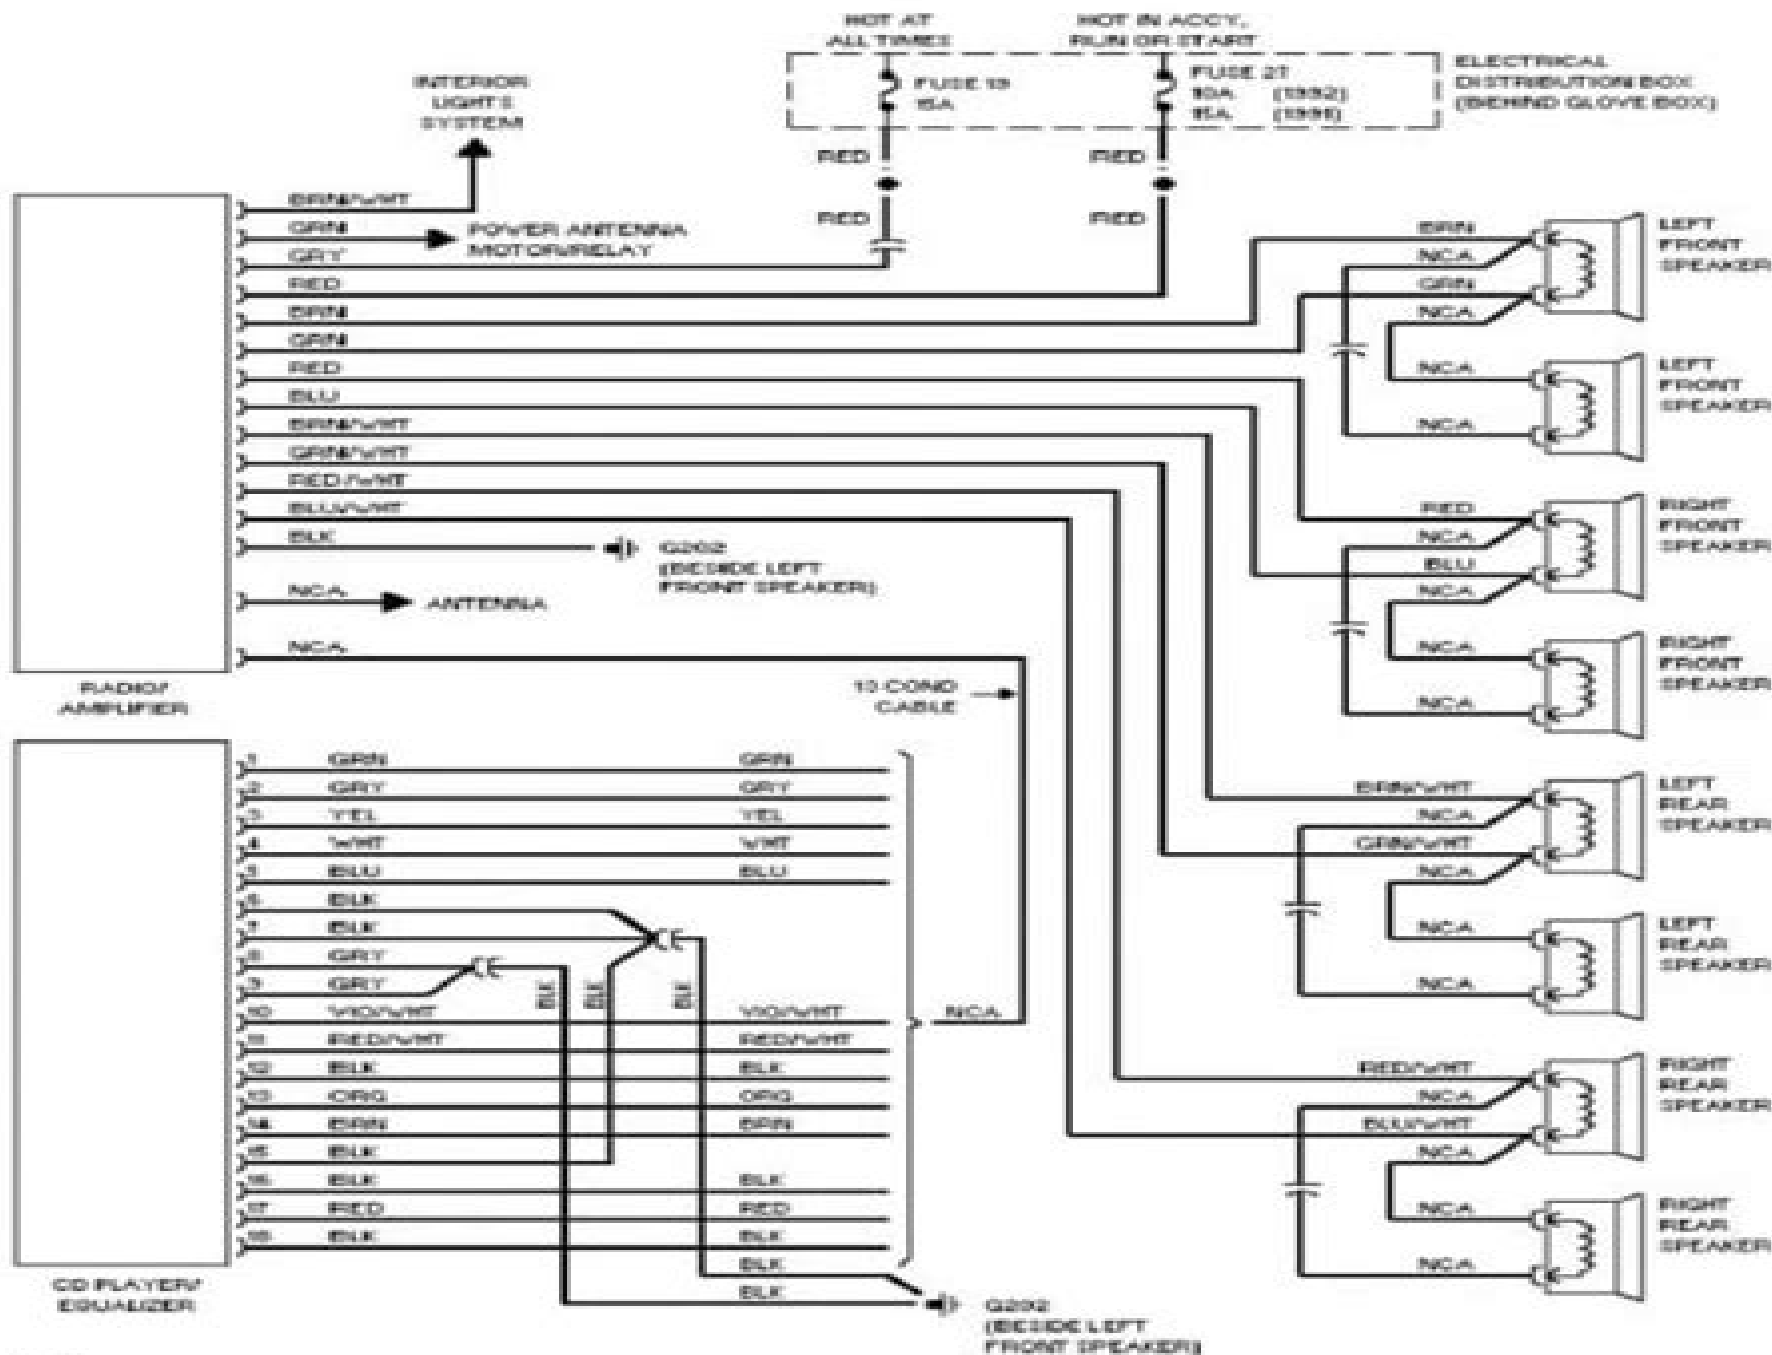 HOT AT
ALL TIMES
HOT IN ACCY,
RUN OR START
FUSE 19
15A
FUSE 21
10A (1992)
15A (1991)
ELECTRICAL
DISTRIBUTION BOX
(BEHIND GLOVE BOX)
INTERIOR
LIGHTS
SYSTEM
RED
RED
RED
RED
BRN/WHT
GRN
POWER ANTENNA
MOTOR/RELAY
GRY
RED
BRN
GRN
RED
BLU
BRN/WHT
GRN/WHT
RED/WHT
BLU/WHT
BLK
G202
(BESIDE LEFT
FRONT SPEAKER)
NCA
ANTENNA
NCA
RADIO/
AMPLIFIER
13 COND
CABLE
BRN
NCA
GRN
NCA
LEFT
FRONT
SPEAKER
NCA
NCA
LEFT
FRONT
SPEAKER
RED
NCA
BLU
NCA
RIGHT
FRONT
SPEAKER
NCA
NCA
RIGHT
FRONT
SPEAKER
BRN/WHT
NCA
GRN/WHT
NCA
LEFT
REAR
SPEAKER
NCA
NCA
LEFT
REAR
SPEAKER
RED/WHT
NCA
BLU/WHT
NCA
RIGHT
REAR
SPEAKER
NCA
NCA
RIGHT
REAR
SPEAKER
1 GRN GRN
2 GRY GRY
3 YEL YEL
4 WHT WHT
5 BLU BLU
6 BLK
7 BLK
8 GRY
9 GRY
BLK
BLK
BLK
10 VIO/WHT VIO/WHT
NCA
11 RED/WHT RED/WHT
12 BLK BLK
13 ORG ORG
14 BRN BRN
15 BLK
16 BLK BLK
17 RED RED
18 BLK BLK
BLK
BLK
CD PLAYER/
EQUALIZER
G202
(BESIDE LEFT
FRONT SPEAKER)